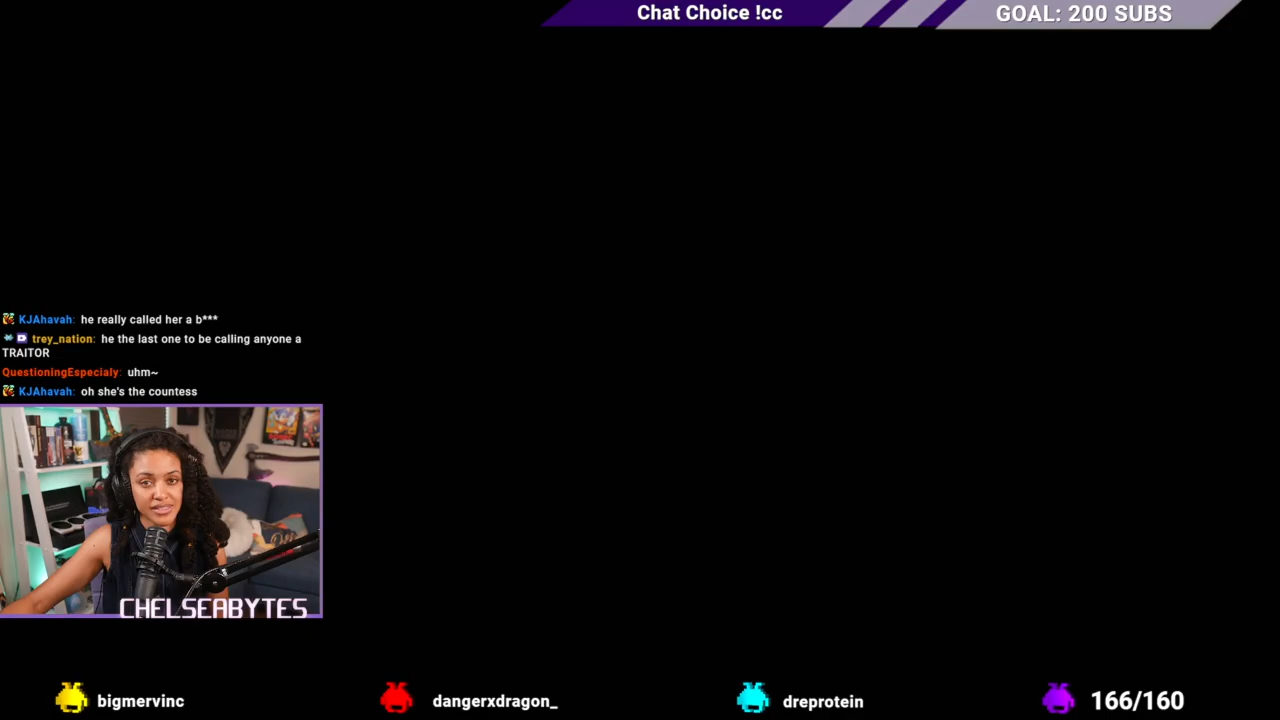 Chat Choice !cc
GOAL: 200 SUBS
KJAhavah: he really called her a b***
trey_nation: he the last one to be calling anyone a
TRAITOR
QuestioningEspecialy: uhm~
KJAhavah: oh she's the countess
CHELSEABYTES
bigmervinc
dangerxdragon_
dreprotein
166/160